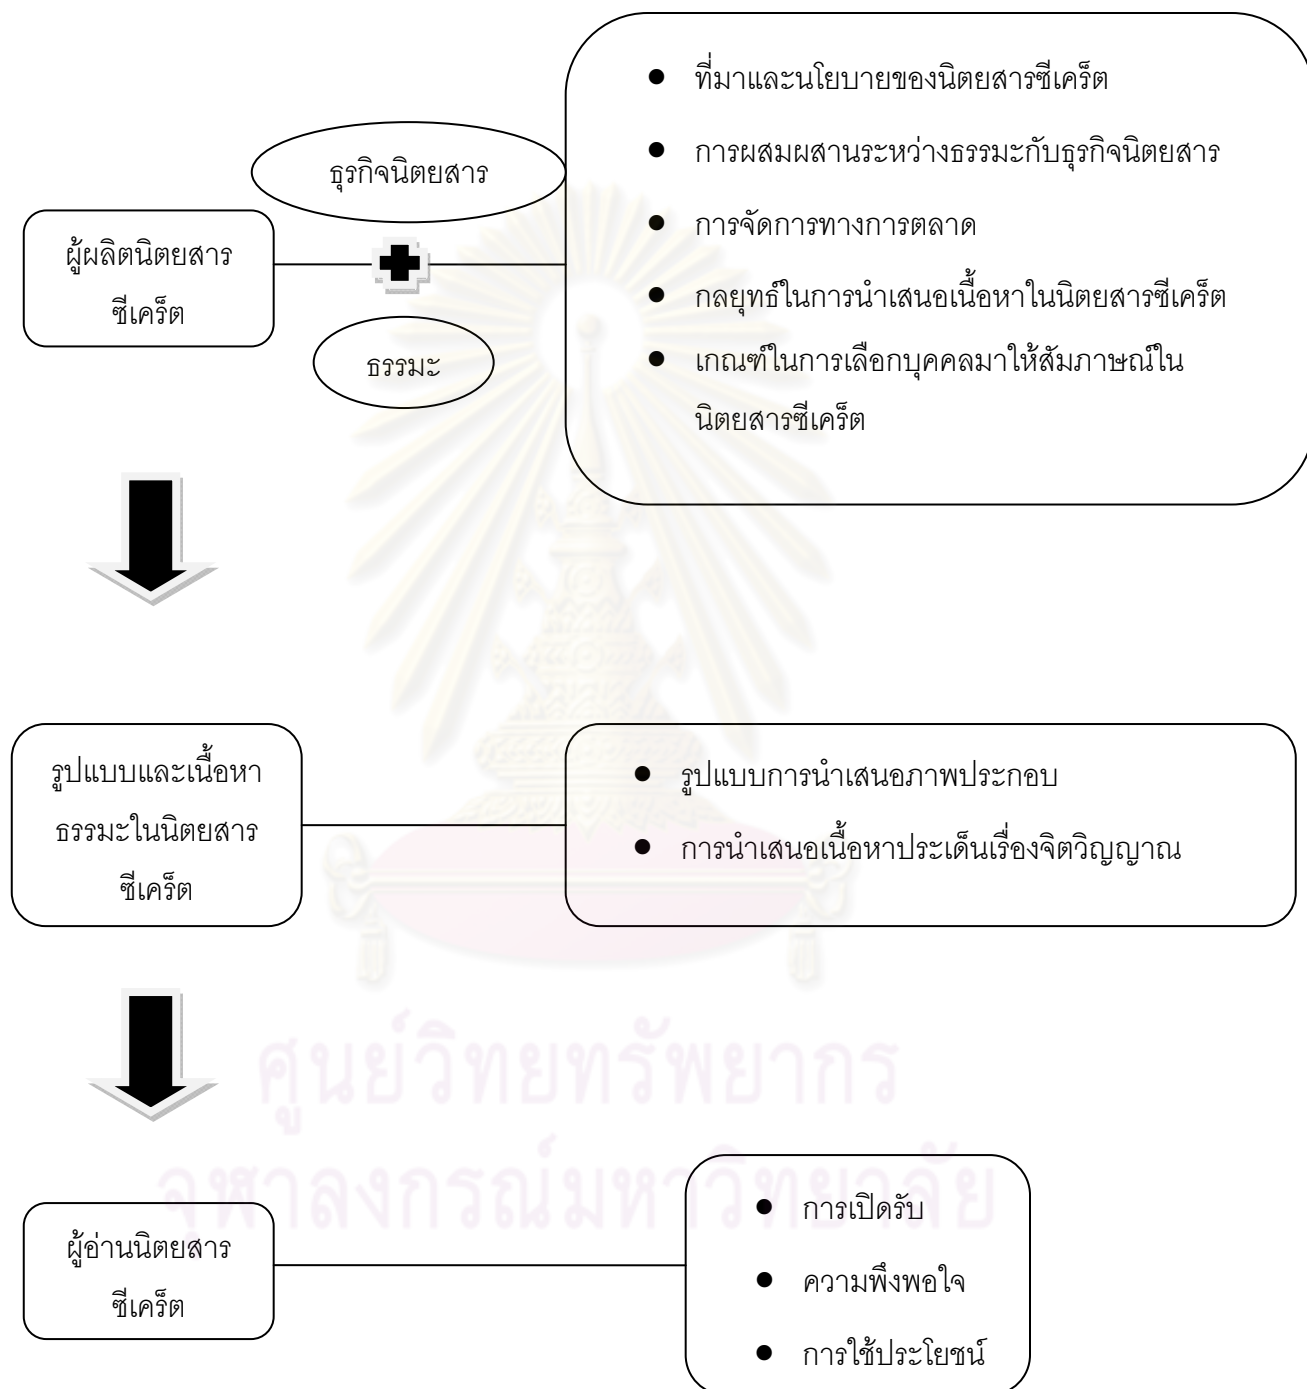 ธุรกิจนิตยสาร
ผู้ผลิตนิตยสาร
ซีเคร็ต
ธรรมะ
● ที่มาและนโยบายของนิตยสารซีเคร็ต
● การผสมผสานระหว่างธรรมะกับธุรกิจนิตยสาร
● การจัดการทางการตลาด
● กลยุทธ์ในการนำเสนอเนื้อหาในนิตยสารซีเคร็ต
● เกณฑ์ในการเลือกบุคคลมาให้สัมภาษณ์ใน
นิตยสารซีเคร็ต
รูปแบบและเนื้อหา
ธรรมะในนิตยสาร
ซีเคร็ต
● รูปแบบการนำเสนอภาพประกอบ
● การนำเสนอเนื้อหาประเด็นเรื่องจิตวิญญาณ
ศูนย์วิทยทรัพยากร
จุฬาลงกรณ์มหาวิทยาลัย
ผู้อ่านนิตยสาร
ซีเคร็ต
● การเปิดรับ
● ความพึงพอใจ
● การใช้ประโยชน์